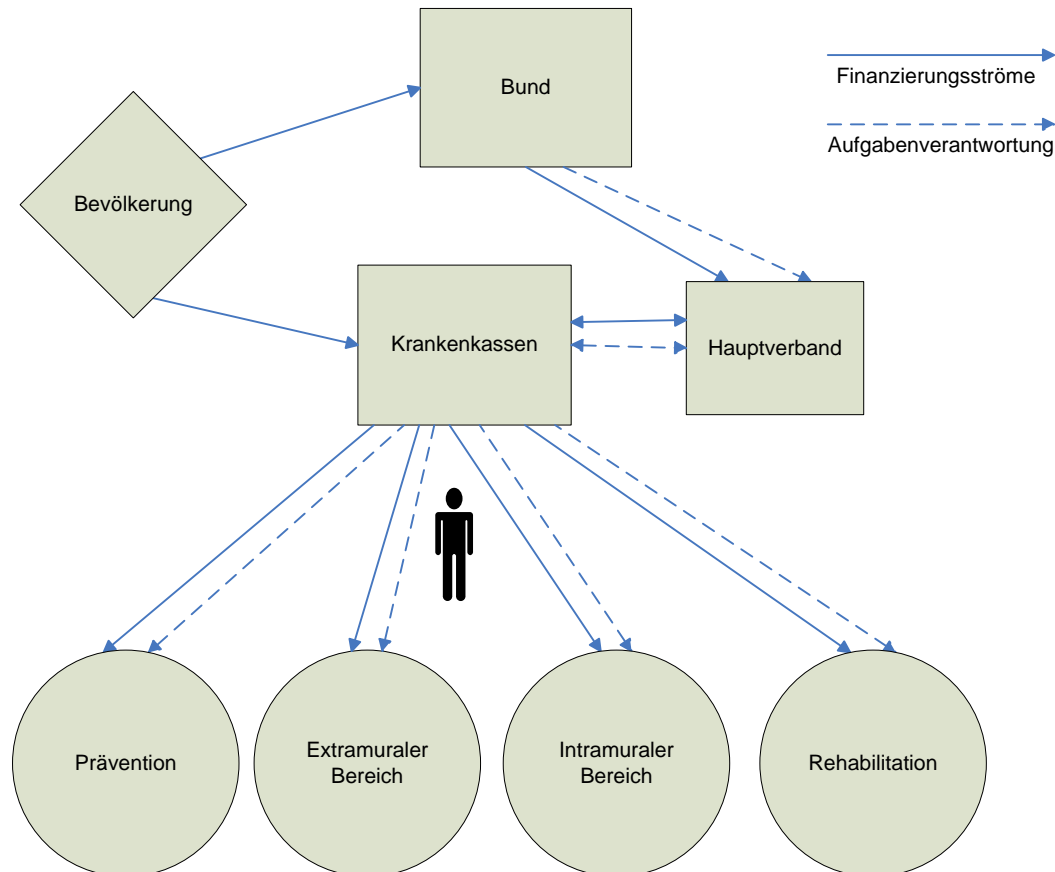 Bund
Finanzierungsströme
Aufgabenverantwortung
Bevölkerung
Krankenkassen
Hauptverband
Prävention
Extramuraler
Bereich
Intramuraler
Bereich
Rehabilitation